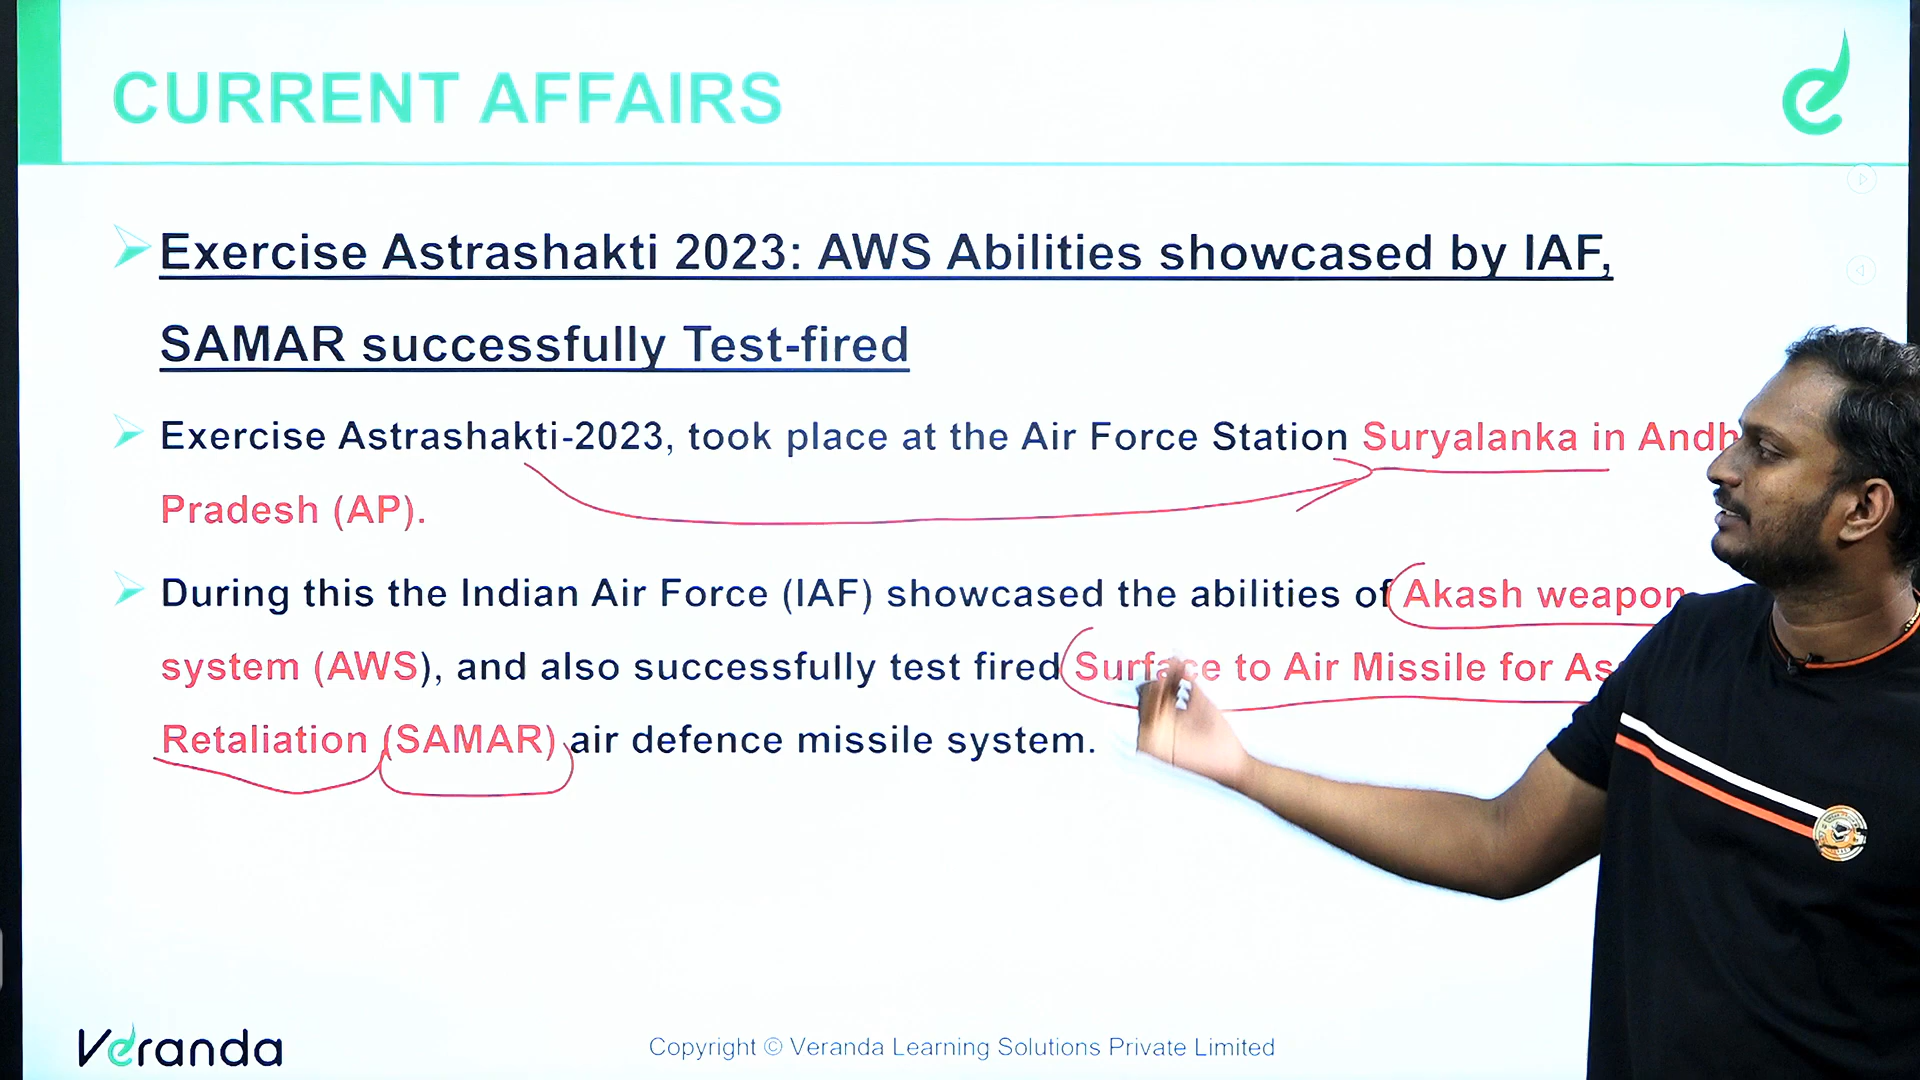 CURRENT AFFAIRS
Exercise Astrashakti 2023: AWS Abilities showcased by IAF,
SAMAR successfully Test-fired
Exercise Astrashakti-2023, took place at the Air Force Station Suryalanka in
Pradesh (AP).
During this the Indian Air Force (IAF) showcased the abilities of Akash weapon
system (AWS), and also successfully test fired Surface to Air Missile for
Retaliation (SAMAR) air defence missile system.
Veranda
Copyright © Veranda Learning Solutions Private Limited